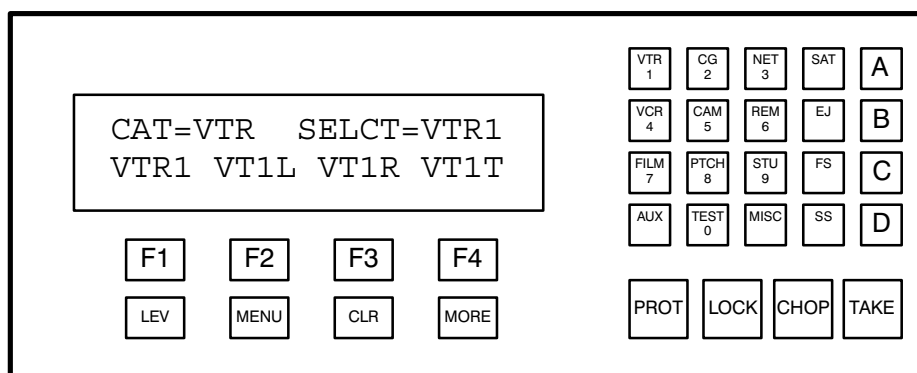 CAT=VTR SELCT=VTR1
VTR1 VT1L VT1R VT1T
F1 F2 F3 F4
LEV MENU CLR MORE
VTR 1 CG 2 NET 3 SAT A
VCR 4 CAM 5 REM 6 EJ B
FILM 7 PTCH 8 STU 9 FS C
AUX TEST 0 MISC SS D
PROT LOCK CHOP TAKE